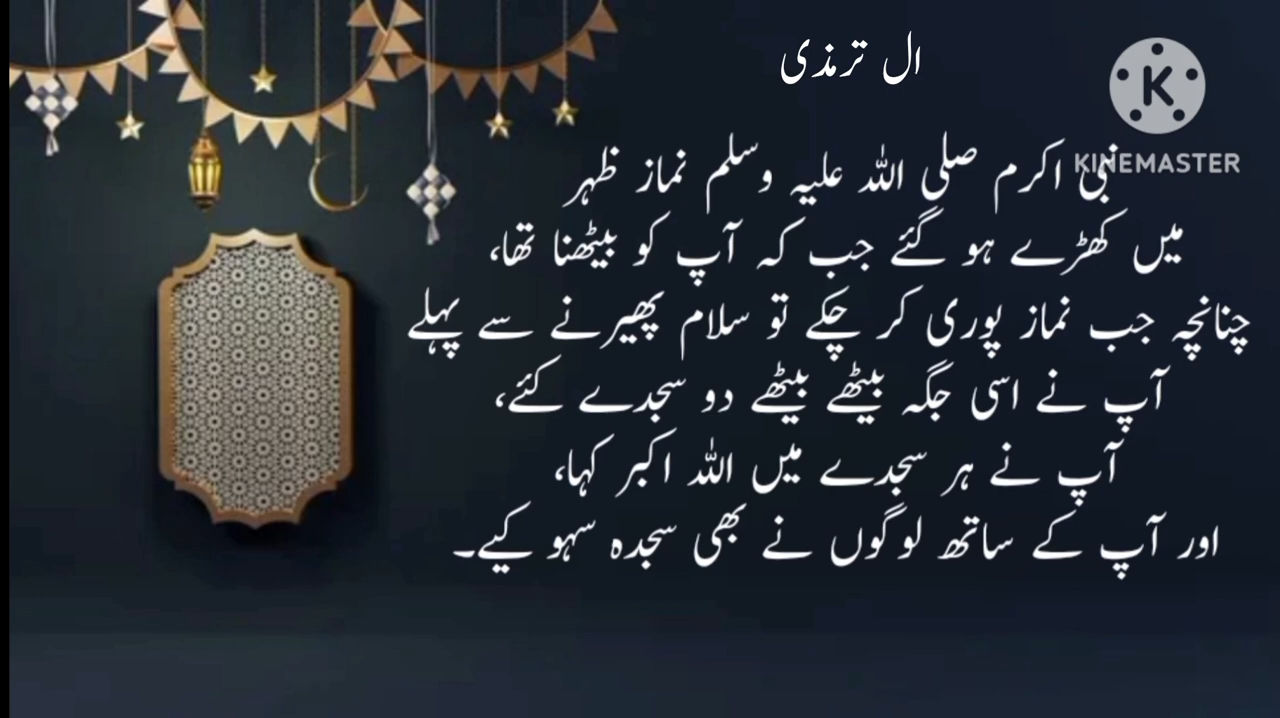 ال ترمذی
KINEMASTER
نبی اکرم صلی اللہ علیہ وسلم نماز ظہر
میں کھڑے ہو گئے جب کہ آپ کو بیٹھنا تھا،
چنانچہ جب نماز پوری کر چکے تو سلام پھیرنے سے پہلے
آپ نے اسی جگہ بیٹھے بیٹھے دو سجدے کئے،
آپ نے ہر سجدے میں اللہ اکبر کہا،
اور آپ کے ساتھ لوگوں نے بھی سجدہ سہو کیے۔